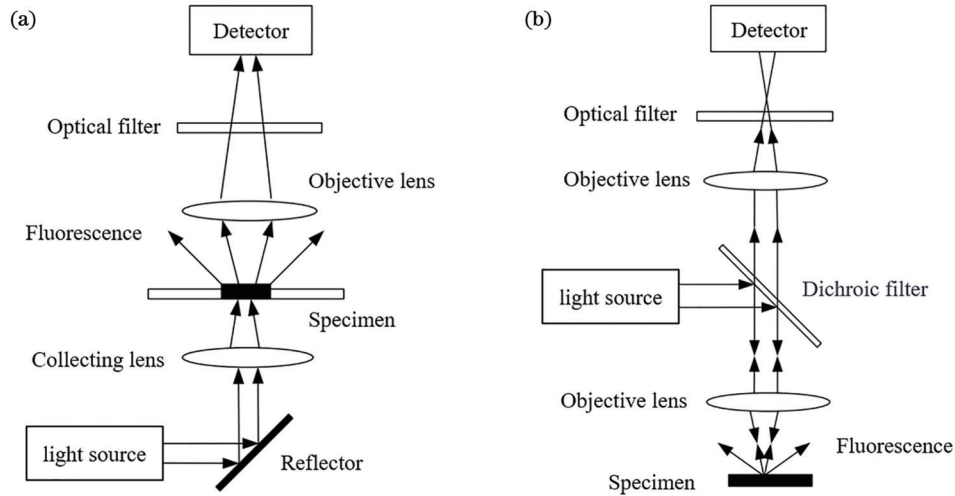 (a)
Detector
Optical filter
Objective lens
Fluorescence
Specimen
Collecting lens
light source
Reflector
(b)
Detector
Optical filter
Objective lens
light source
Dichroic filter
Objective lens
Fluorescence
Specimen